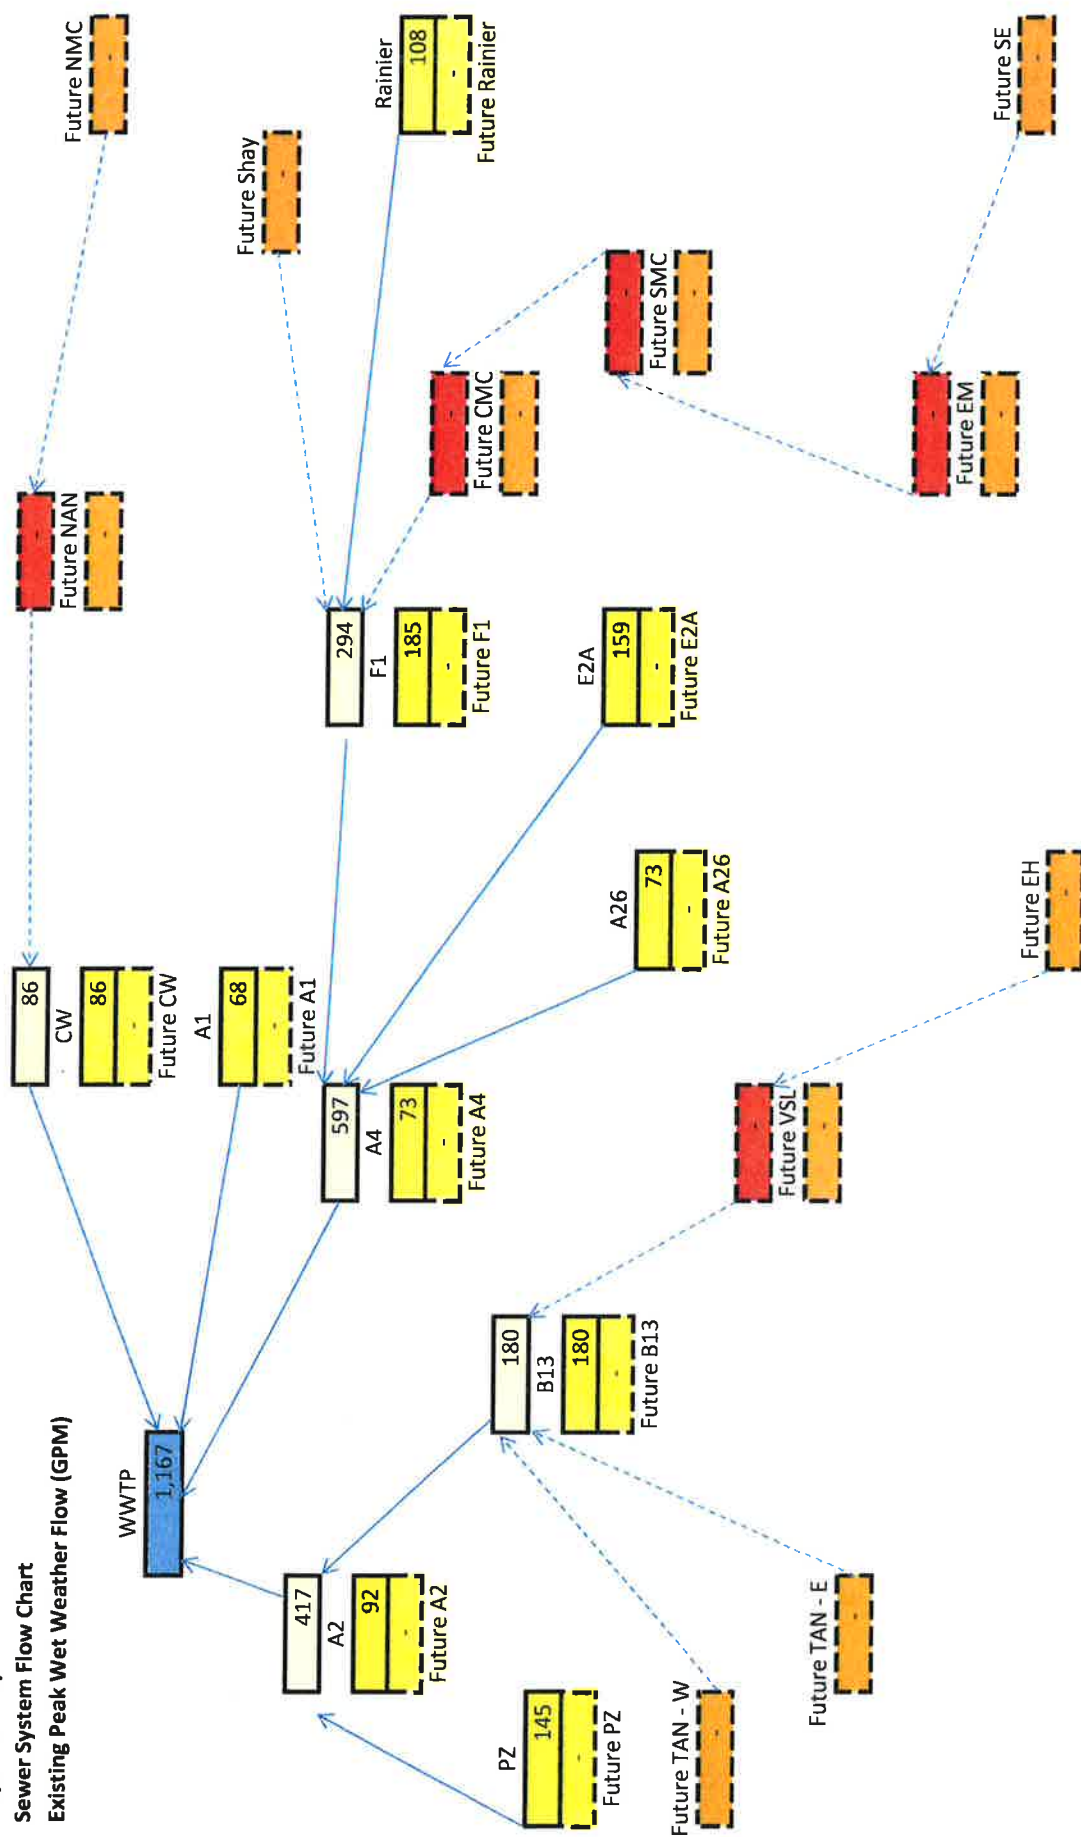 Sewer System Flow Chart
Existing Peak Wet Weather Flow (GPM)
WWTP
1,167
86
CW
86
-
Future CW
A1
68
-
Future A1
-
Future NAN
-
Future NMC
-
417
A2
92
-
Future A2
597
A4
73
-
Future A4
294
F1
185
-
Future F1
Future Shay
-
Rainier
108
-
Future Rainier
-
Future CMC
-
-
Future SMC
-
PZ
145
-
Future PZ
180
B13
180
-
Future B13
A26
73
-
Future A26
E2A
159
-
Future E2A
Future TAN - W
-
Future TAN - E
-
-
Future VSL
-
Future EH
-
-
Future EM
-
Future SE
-